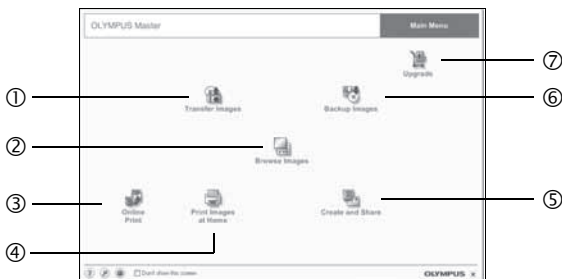 OLYMPUS Master
Main Menu
⑦
Upgrade
①
Transfer Images
Backup Images
⑥
②
Browse Images
③
Online
Print
Print Images
at Home
Create and Share
⑤
④
?
Don't show this screen
OLYMPUS
x